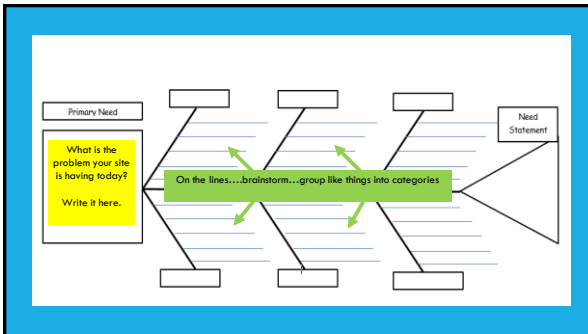 Primary Need
What is the
problem your site
is having today?
Write it here.
On the lines....brainstorm...group like things into categories
Need
Statement